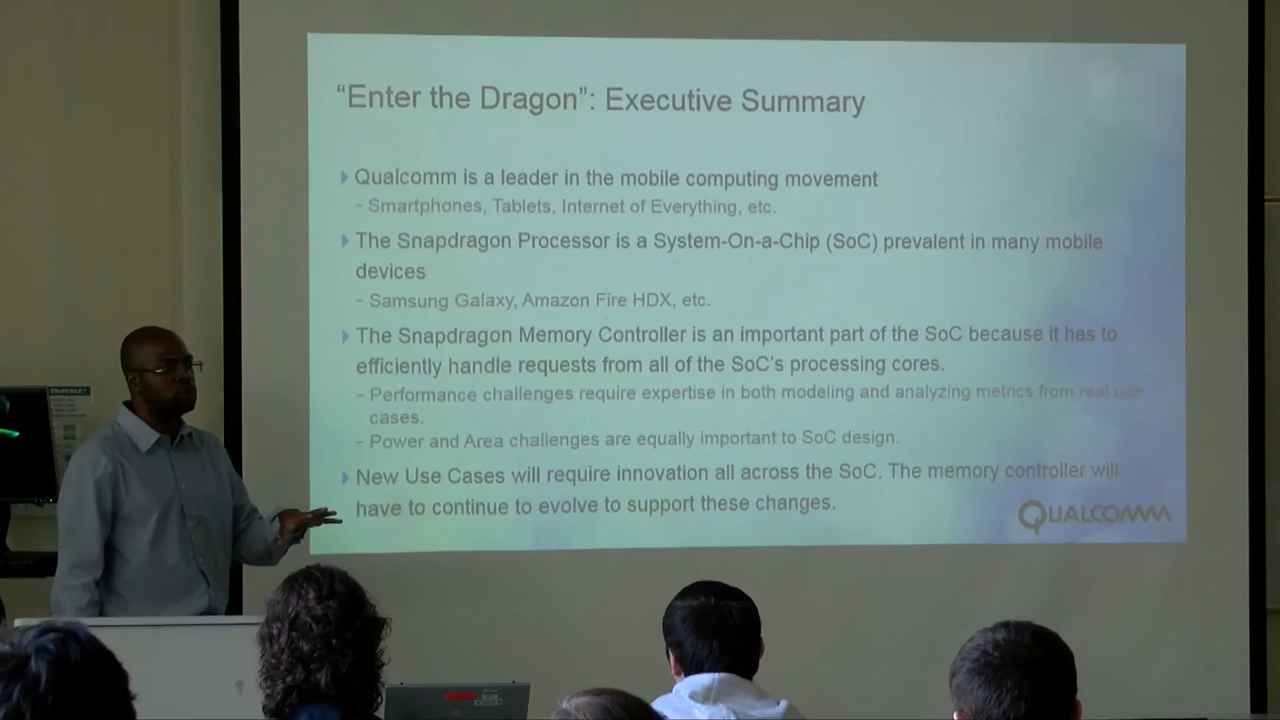 “Enter the Dragon”: Executive Summary
Qualcomm is a leader in the mobile computing movement
- Smartphones, Tablets, Internet of Everything, etc.
The Snapdragon Processor is a System-On-a-Chip (SoC) prevalent in many mobile
devices
- Samsung Galaxy, Amazon Fire HDX, etc.
The Snapdragon Memory Controller is an important part of the SoC because it has to
efficiently handle requests from all of the SoC's processing cores.
- Performance challenges require expertise in both modeling and analyzing metrics from real use
cases.
- Power and Area challenges are equally important to SoC design.
New Use Cases will require innovation all across the SoC. The memory controller will
have to continue to evolve to support these changes.
QUALCOMM